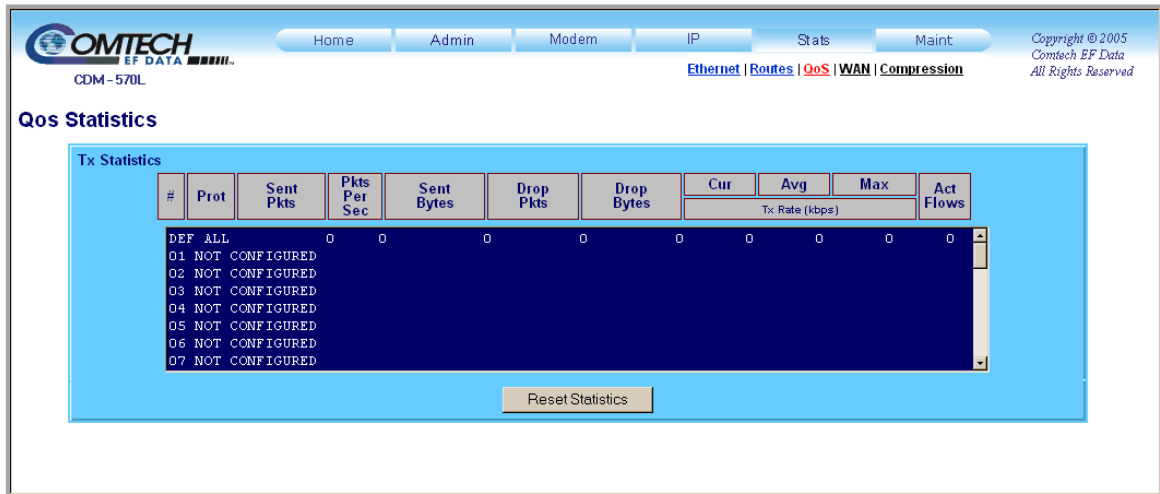 COMTECH
EF DATA
CDM-570L
Home Admin Modem IP Stats Maint
Ethernet | Routes | QoS | WAN | Compression
Copyright © 2005
Comtech EF Data
All Rights Reserved
Qos Statistics
Tx Statistics
# Prot Sent Pkts Pkts Per Sec Sent Bytes Drop Pkts Drop Bytes Cur Avg Max Act Flows
Tx Rate (kbps)
DEF ALL 0 0 0 0 0 0 0 0 0
01 NOT CONFIGURED
02 NOT CONFIGURED
03 NOT CONFIGURED
04 NOT CONFIGURED
05 NOT CONFIGURED
06 NOT CONFIGURED
07 NOT CONFIGURED
Reset Statistics